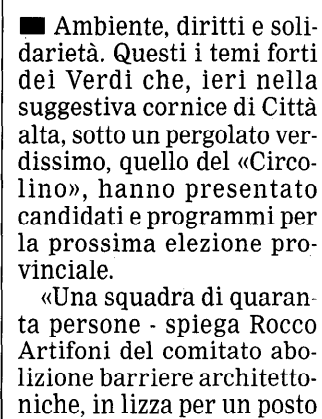 ■ Ambiente, diritti e soli-
darietà. Questi i temi forti
dei Verdi che, ieri nella
suggestiva cornice di Città
alta, sotto un pergolato ver-
dissimo, quello del «Circo-
lino», hanno presentato
candidati e programmi per
la prossima elezione pro-
vinciale.
«Una squadra di quaran-
ta persone - spiega Rocco
Artifoni del comitato abo-
lizione barriere architetto-
niche, in lizza per un posto